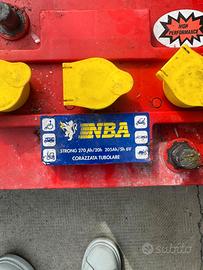 HIGH PERFORMANCE!
NBA
STRONG 270 Ah/20h 205Ah/5h 6V
CORAZZATA TUBOLARE
subito